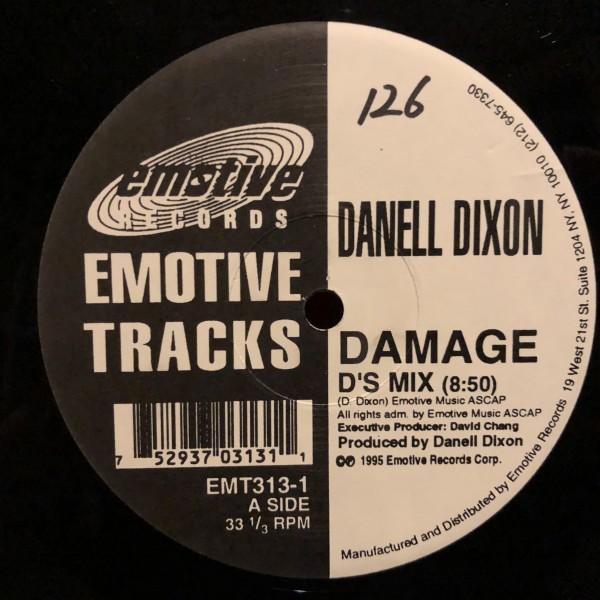 126
emotive
RECORDS
EMOTIVE
TRACKS
7 52937 03131 1
EMT313-1
A SIDE
33 1/3 RPM
DANELL DIXON
DAMAGE
D'S MIX (8:50)
(D. Dixon) Emotive Music ASCAP
All rights adm. by Emotive Music ASCAP
Executive Producer: David Chang
Produced by Danell Dixon
©℗ 1995 Emotive Records Corp.
Manufactured and Distributed by Emotive Records 19 West 21st St. Suite 1204 NY, NY 10010 (212) 645-7330